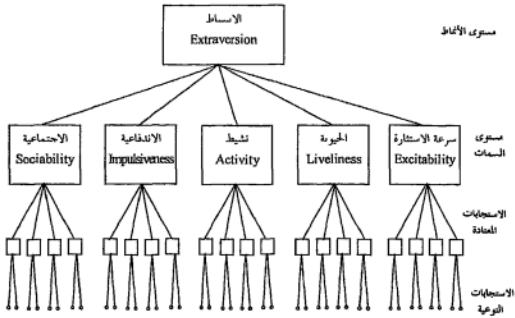 الانبساط
Extraversion
مستوى الأنماط
الاجتماعية
Sociability
الاندفاعية
Impulsiveness
نشيط
Activity
الحيوية
Liveliness
سرعة الاستثارة
Excitability
مستوى
السمات
الاستجابات
المعتادة
الاستجابات
النوعية